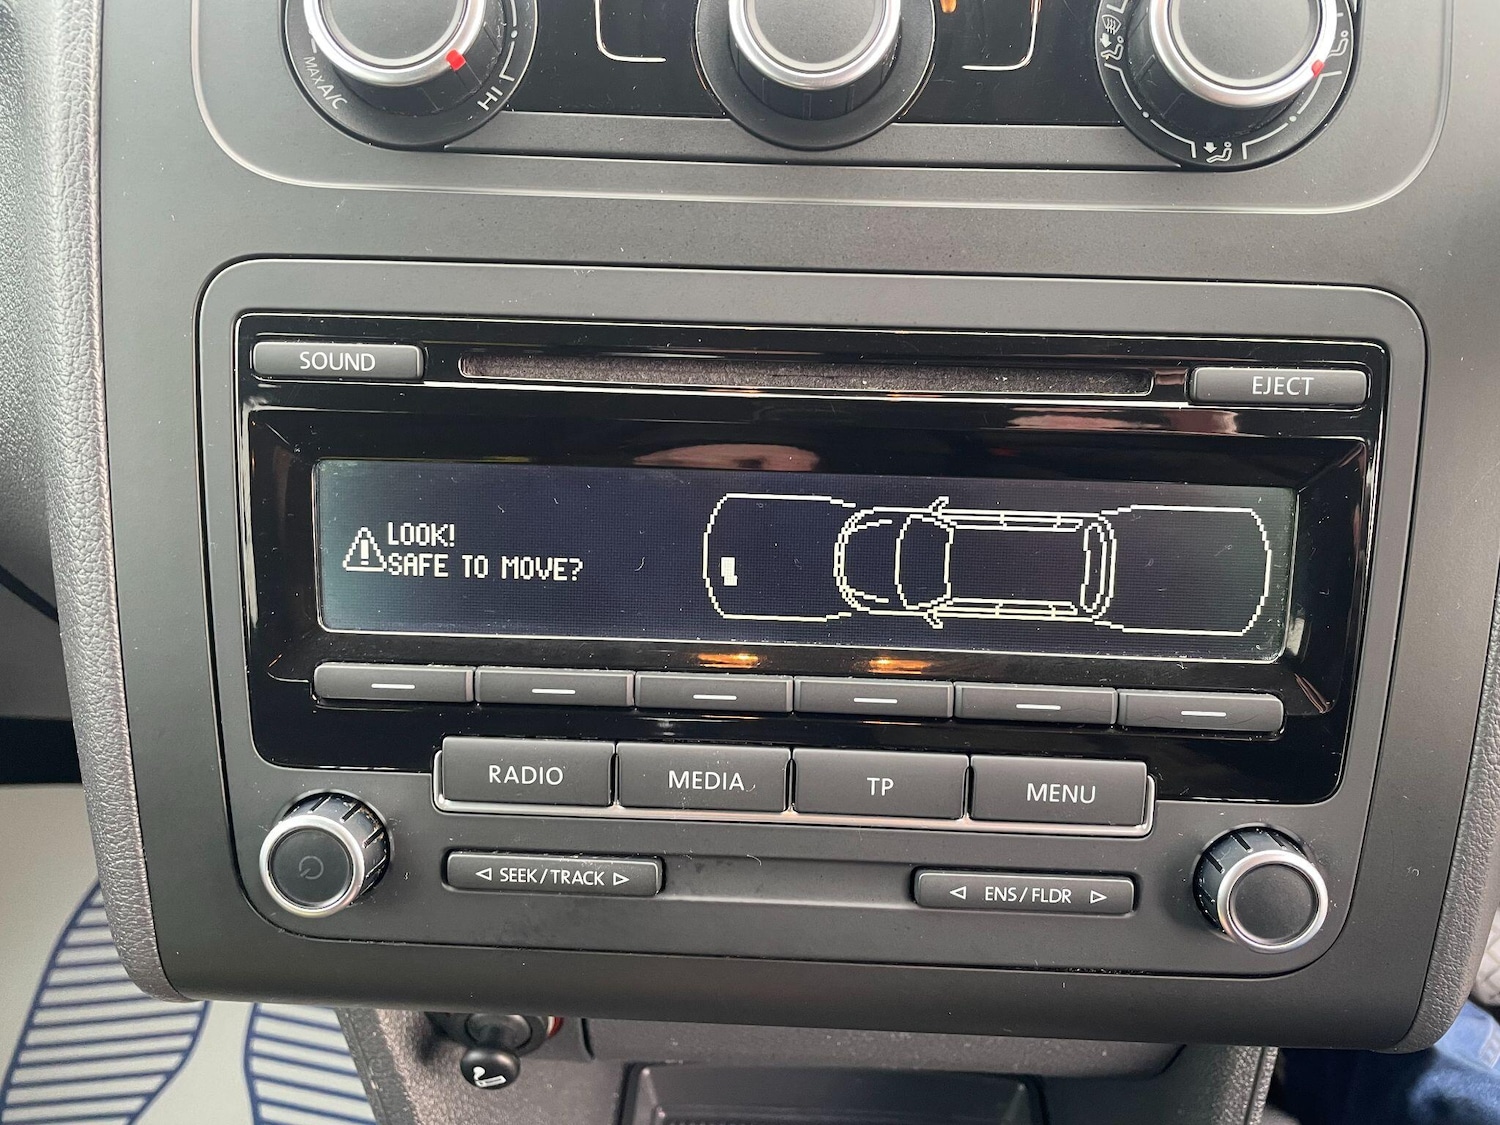 MAX A/C
HI
SOUND
EJECT
LOOK!
SAFE TO MOVE?
RADIO
MEDIA
TP
MENU
SEEK/TRACK
ENS/FLDR